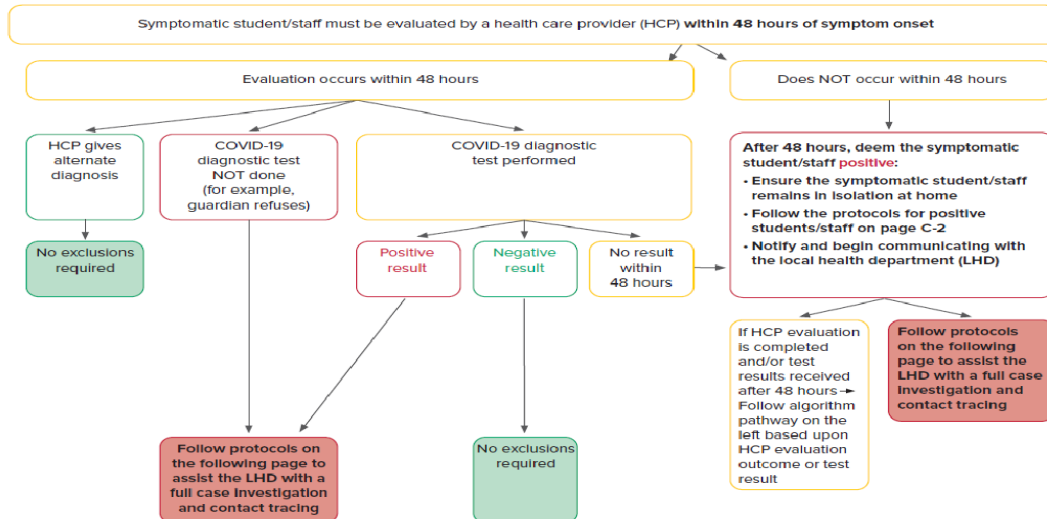 Symptomatic student/staff must be evaluated by a health care provider (HCP) within 48 hours of symptom onset
Evaluation occurs within 48 hours
Does NOT occur within 48 hours
HCP gives
alternate
diagnosis
COVID-19
diagnostic test
NOT done
(for example,
guardian refuses)
COVID-19 diagnostic
test performed
After 48 hours, deem the symptomatic
student/staff positive:
• Ensure the symptomatic student/staff
remains in isolation at home
• Follow the protocols for positive
students/staff on page C-2
• Notify and begin communicating with
the local health department (LHD)
No exclusions
required
Positive
result
Negative
result
No result
within
48 hours
If HCP evaluation
is completed
and/or test
results received
after 48 hours →
Follow algorithm
pathway on the
left based upon
HCP evaluation
outcome or test
result
Follow protocols
on the following
page to assist the
LHD with a full case
investigation and
contact tracing
Follow protocols on
the following page to
assist the LHD with a
full case investigation
and contact tracing
No exclusions
required